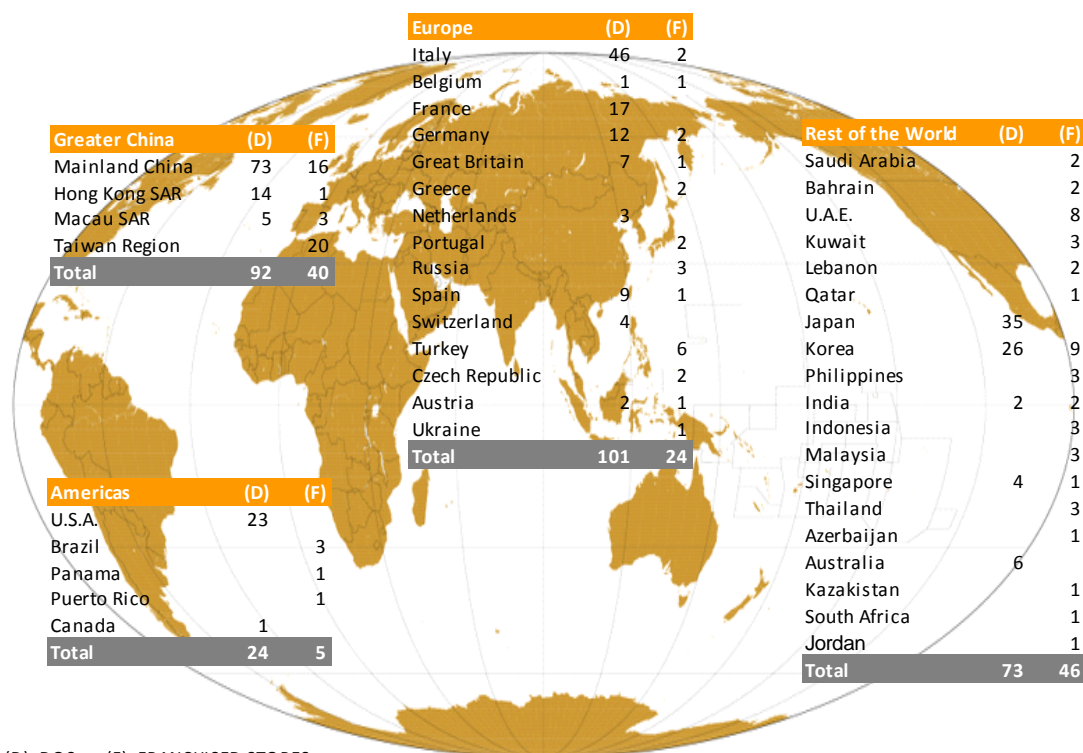 Europe (D) (F)
Italy 46 2
Belgium 1 1
France 17
Germany 12 2
Great Britain 7 1
Greece 2
Netherlands 3
Portugal 2
Russia 3
Spain 9 1
Switzerland 4
Turkey 6
Czech Republic 2
Austria 2 1
Ukraine 1
Total 101 24
Greater China (D) (F)
Mainland China 73 16
Hong Kong SAR 14 1
Macau SAR 5 3
Taiwan Region 20
Total 92 40
Americas (D) (F)
U.S.A. 23
Brazil 3
Panama 1
Puerto Rico 1
Canada 1
Total 24 5
Rest of the World (D) (F)
Saudi Arabia 2
Bahrain 2
U.A.E. 8
Kuwait 3
Lebanon 2
Qatar 1
Japan 35
Korea 26 9
Philippines 3
India 2 2
Indonesia 3
Malaysia 3
Singapore 4 1
Thailand 3
Azerbaijan 1
Australia 6
Kazakistan 1
South Africa 1
Jordan 1
Total 73 46